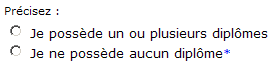 Précisez :
Je possède un ou plusieurs diplômes
Je ne possède aucun diplôme*